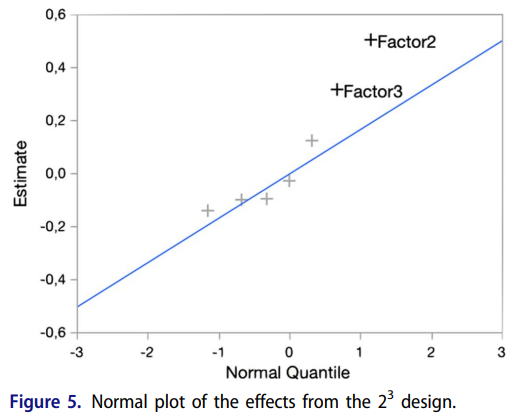 0,6
+Factor2
0,4
+Factor3
0,2
0,0
-0,2
-0,4
-0,6
Estimate
-3 -2 -1 0 1 2 3
Normal Quantile
Figure 5. Normal plot of the effects from the 2³ design.